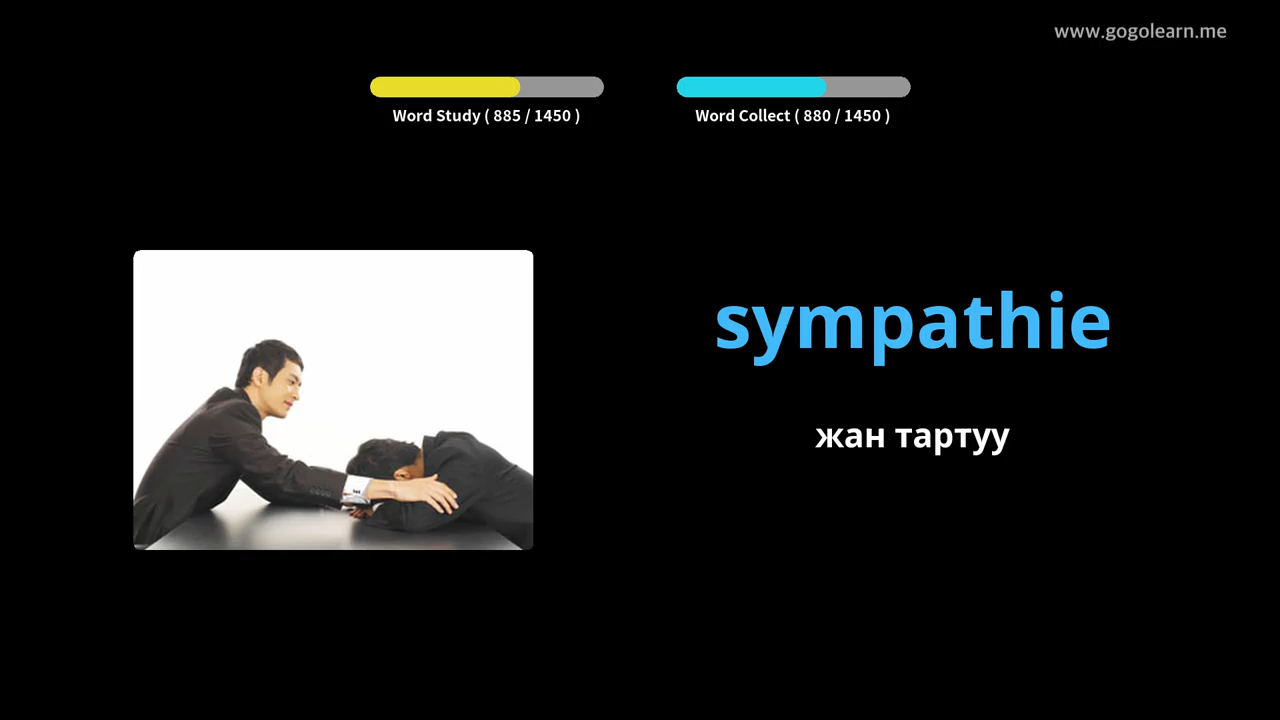 www.gogolearn.me
Word Study ( 885 / 1450 )
Word Collect ( 880 / 1450 )
sympathie
жан тартуу